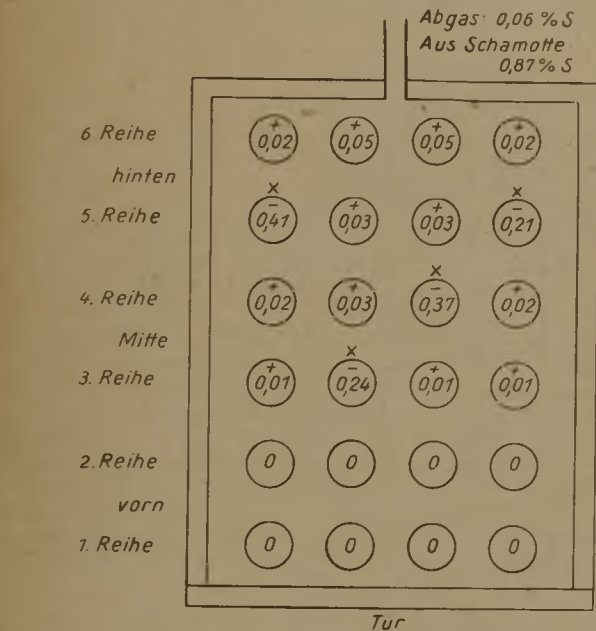 Abgas: 0,06 % S
Aus Schamotte
0,87 % S
6 Reihe + 0,02 + 0,05 + 0,05 + 0,02
hinten
x x
5. Reihe - 0,41 + 0,03 + 0,03 - 0,21
x
4. Reihe + 0,02 + 0,03 - 0,37 + 0,02
Mitte
x
3. Reihe + 0,01 - 0,24 + 0,01 + 0,01
2. Reihe 0 0 0 0
vorn
1. Reihe 0 0 0 0
Tur